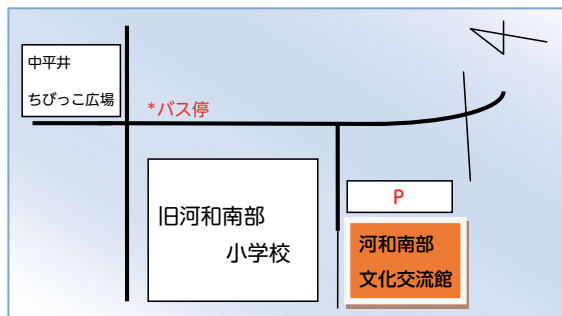 中平井
ちびっこ広場
*バス停
P
旧河和南部
小学校
河和南部
文化交流館